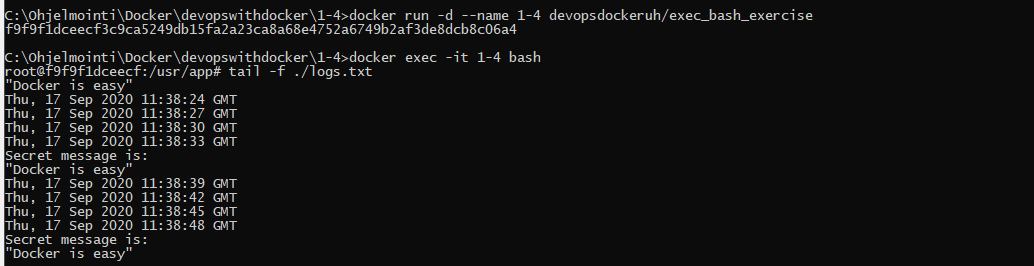 C:\Ohjelmointi\Docker\devopswithdocker\1-4>docker run -d --name 1-4 devopsdockeruh/exec_bash_exercise
f9f9f1dceecf3c9ca5249db15fa2a23ca8a68e4752a6749b2af3de8dcb8c06a4
C:\Ohjelmointi\Docker\devopswithdocker\1-4>docker exec -it 1-4 bash
root@f9f9f1dceecf:/usr/app# tail -f ./logs.txt
"Docker is easy"
Thu, 17 Sep 2020 11:38:24 GMT
Thu, 17 Sep 2020 11:38:27 GMT
Thu, 17 Sep 2020 11:38:30 GMT
Thu, 17 Sep 2020 11:38:33 GMT
Secret message is:
"Docker is easy"
Thu, 17 Sep 2020 11:38:39 GMT
Thu, 17 Sep 2020 11:38:42 GMT
Thu, 17 Sep 2020 11:38:45 GMT
Thu, 17 Sep 2020 11:38:48 GMT
Secret message is:
"Docker is easy"